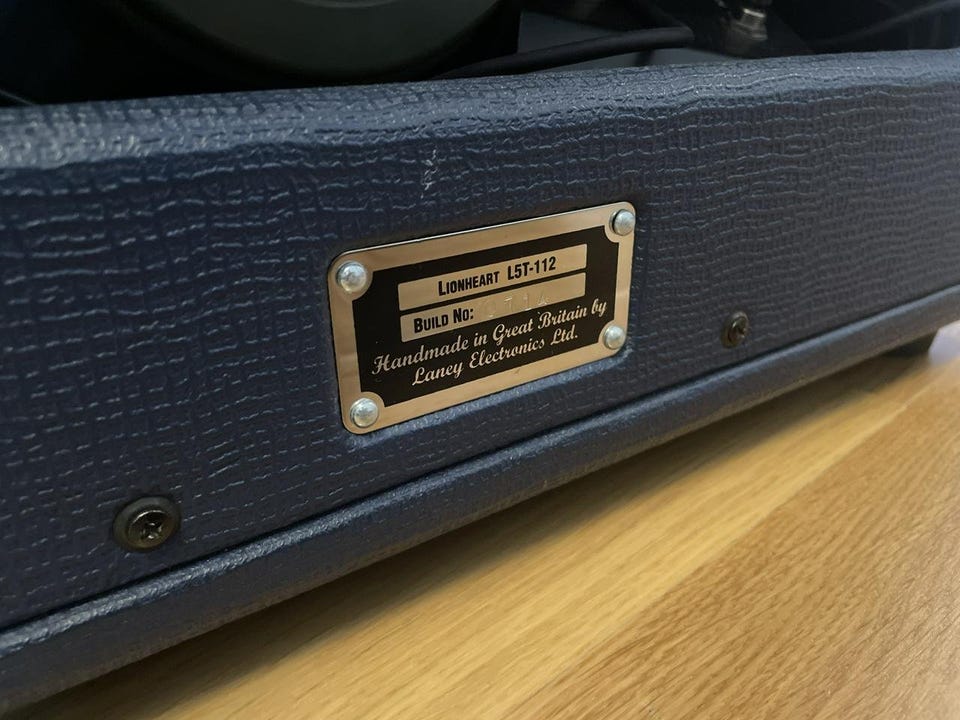 LIONHEART L5T-112
BUILD NO:
Handmade in Great Britain by
Laney Electronics Ltd.